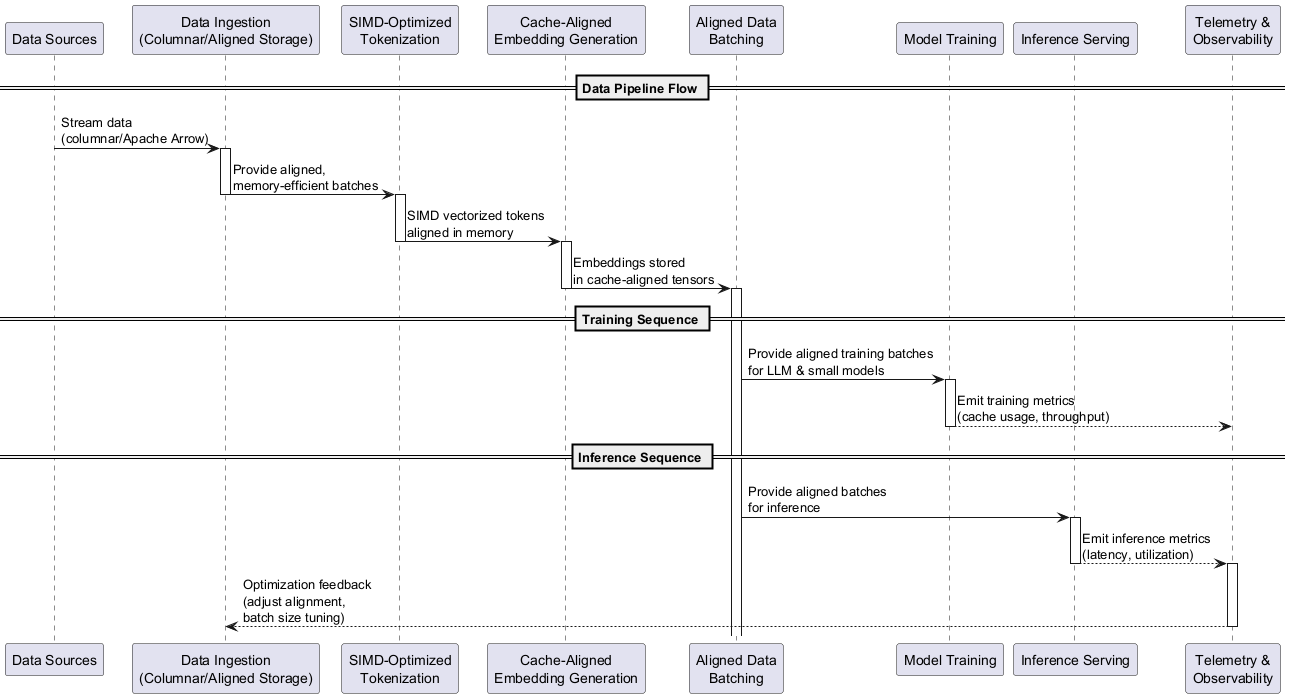 Data Sources
Data Ingestion
(Columnar/Aligned Storage)
SIMD-Optimized
Tokenization
Cache-Aligned
Embedding Generation
Aligned Data
Batching
Model Training
Inference Serving
Telemetry &
Observability
Data Pipeline Flow
Stream data
(columnar/Apache Arrow)
Provide aligned,
memory-efficient batches
SIMD vectorized tokens
aligned in memory
Embeddings stored
in cache-aligned tensors
Training Sequence
Provide aligned training batches
for LLM & small models
Emit training metrics
(cache usage, throughput)
Inference Sequence
Provide aligned batches
for inference
Emit inference metrics
(latency, utilization)
Optimization feedback
(adjust alignment,
batch size tuning)
Data Sources
Data Ingestion
(Columnar/Aligned Storage)
SIMD-Optimized
Tokenization
Cache-Aligned
Embedding Generation
Aligned Data
Batching
Model Training
Inference Serving
Telemetry &
Observability